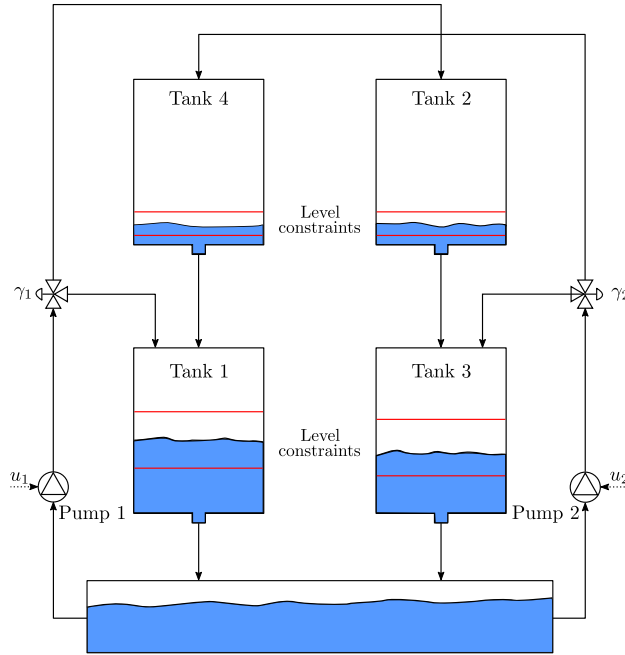 Tank 4
Tank 2
Level
constraints
γ1
γ2
Tank 1
Tank 3
Level
constraints
u1
u2
Pump 1
Pump 2